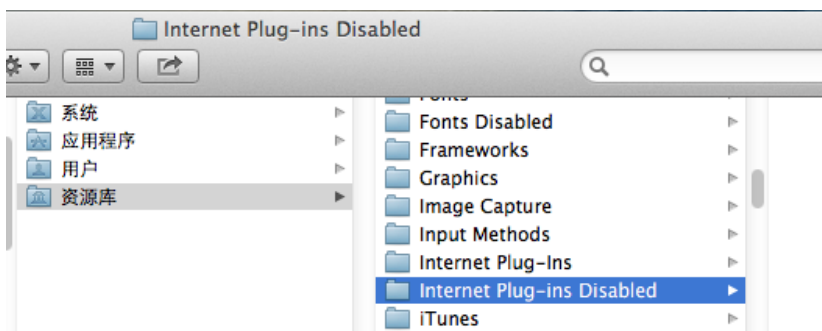 Internet Plug-ins Disabled
系统
应用程序
用户
资源库
Fonts
Fonts Disabled
Frameworks
Graphics
Image Capture
Input Methods
Internet Plug-Ins
Internet Plug-ins Disabled
iTunes